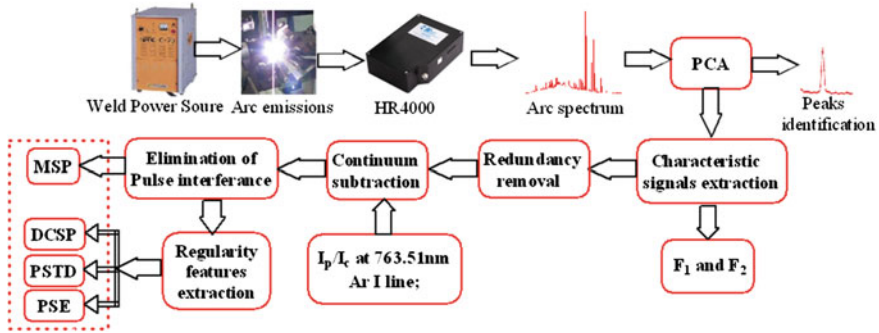 Weld Power Soure
Arc emissions
HR4000
Arc spectrum
PCA
Peaks
identification
MSP
Elimination of
Pulse interferance
Continuum
subtraction
Redundancy
removal
Characteristic
signals extraction
DCSP
PSTD
PSE
Regularity
features
extraction
Ip/Ic at 763.51nm
Ar I line;
F1 and F2